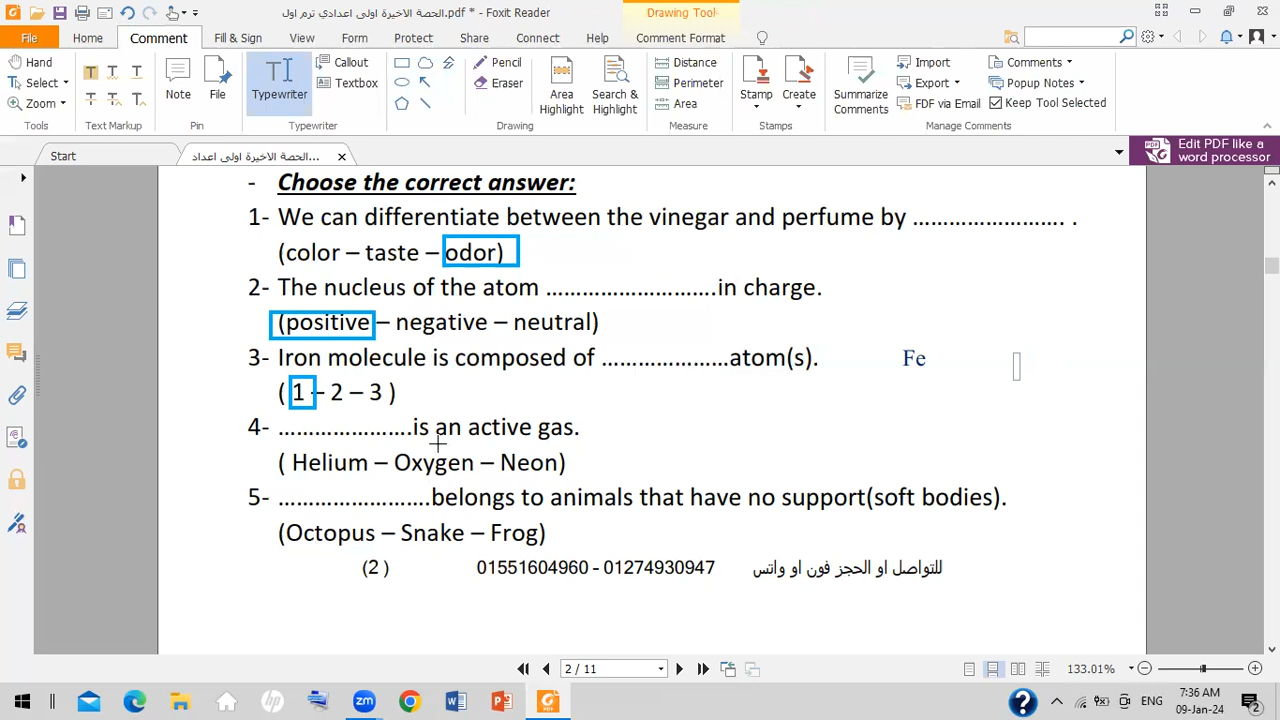 الحصة الاخيرة اولى اعدادي ترم اول.pdf * - Foxit Reader
Drawing Tools
File
Home
Comment
Fill & Sign
View
Form
Protect
Share
Connect
Help
Comment Format
Hand
Select
Zoom
Tools
Text Markup
Note
File
Pin
Typewriter
Callout
Textbox
Typewriter
Pencil
Eraser
Drawing
Area Highlight
Search & Highlight
Distance
Perimeter
Area
Measure
Stamp
Create
Stamps
Summarize Comments
Import
Export
FDF via Email
Comments
Popup Notes
Keep Tool Selected
Manage Comments
Start
الحصة الاخيرة اولى اعداد...
Edit PDF like a word processor
- Choose the correct answer:
1- We can differentiate between the vinegar and perfume by ........................ .
(color – taste – odor)
2- The nucleus of the atom ..........................in charge.
(positive – negative – neutral)
3- Iron molecule is composed of ....................atom(s). Fe
( 1 – 2 – 3 )
4- .....................is an active gas.
( Helium – Oxygen – Neon)
5- ........................belongs to animals that have no support(soft bodies).
(Octopus – Snake – Frog)
(2 ) 01551604960 - 01274930947 للتواصل او الحجز فون او واتس
2 / 11
133.01%
ENG
7:36 AM
09-Jan-24